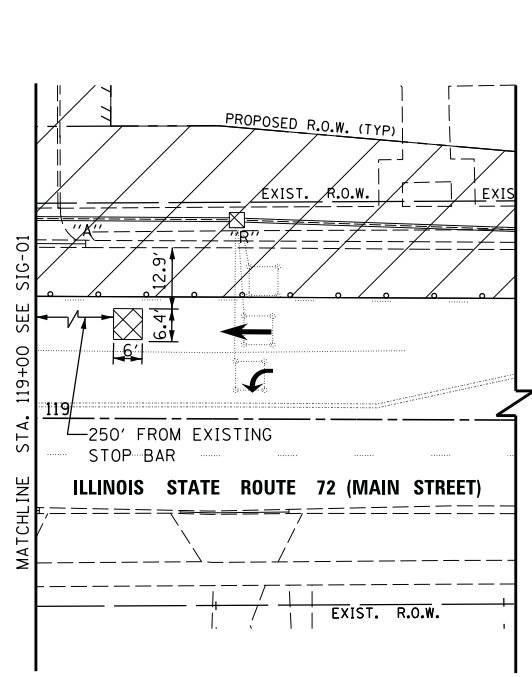 PROPOSED R.O.W. (TYP)
EXIST. R.O.W.
EXIS
"A"
"R"
12.9'
6.4'
6'
119
250' FROM EXISTING
STOP BAR
ILLINOIS STATE ROUTE 72 (MAIN STREET)
EXIST. R.O.W.
MATCHLINE STA. 119+00 SEE SIG-01